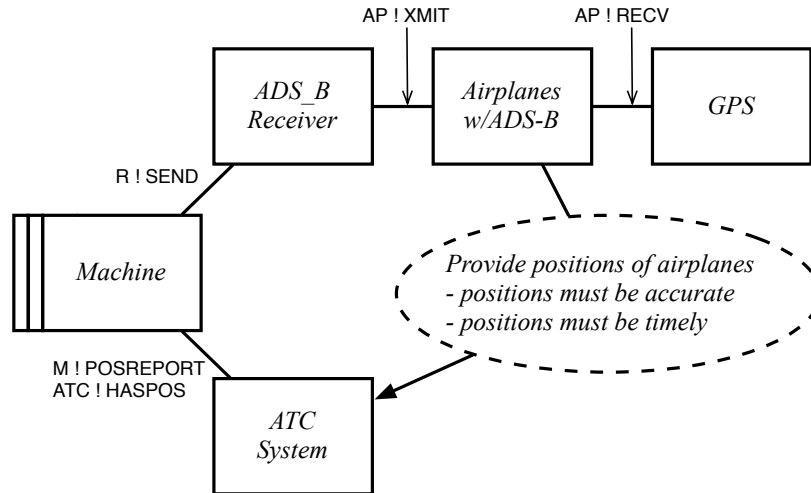 AP ! XMIT
AP ! RECV
ADS_B
Receiver
Airplanes
w/ADS-B
GPS
R ! SEND
Machine
Provide positions of airplanes
- positions must be accurate
- positions must be timely
M ! POSREPORT
ATC ! HASPOS
ATC
System